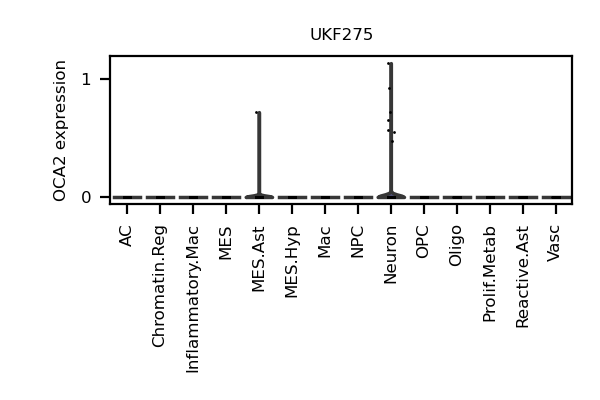 UKF275
OCA2 expression
1
0
AC
Chromatin.Reg
Inflammatory.Mac
MES
MES.Ast
MES.Hyp
Mac
NPC
Neuron
OPC
Oligo
Prolif.Metab
Reactive.Ast
Vasc